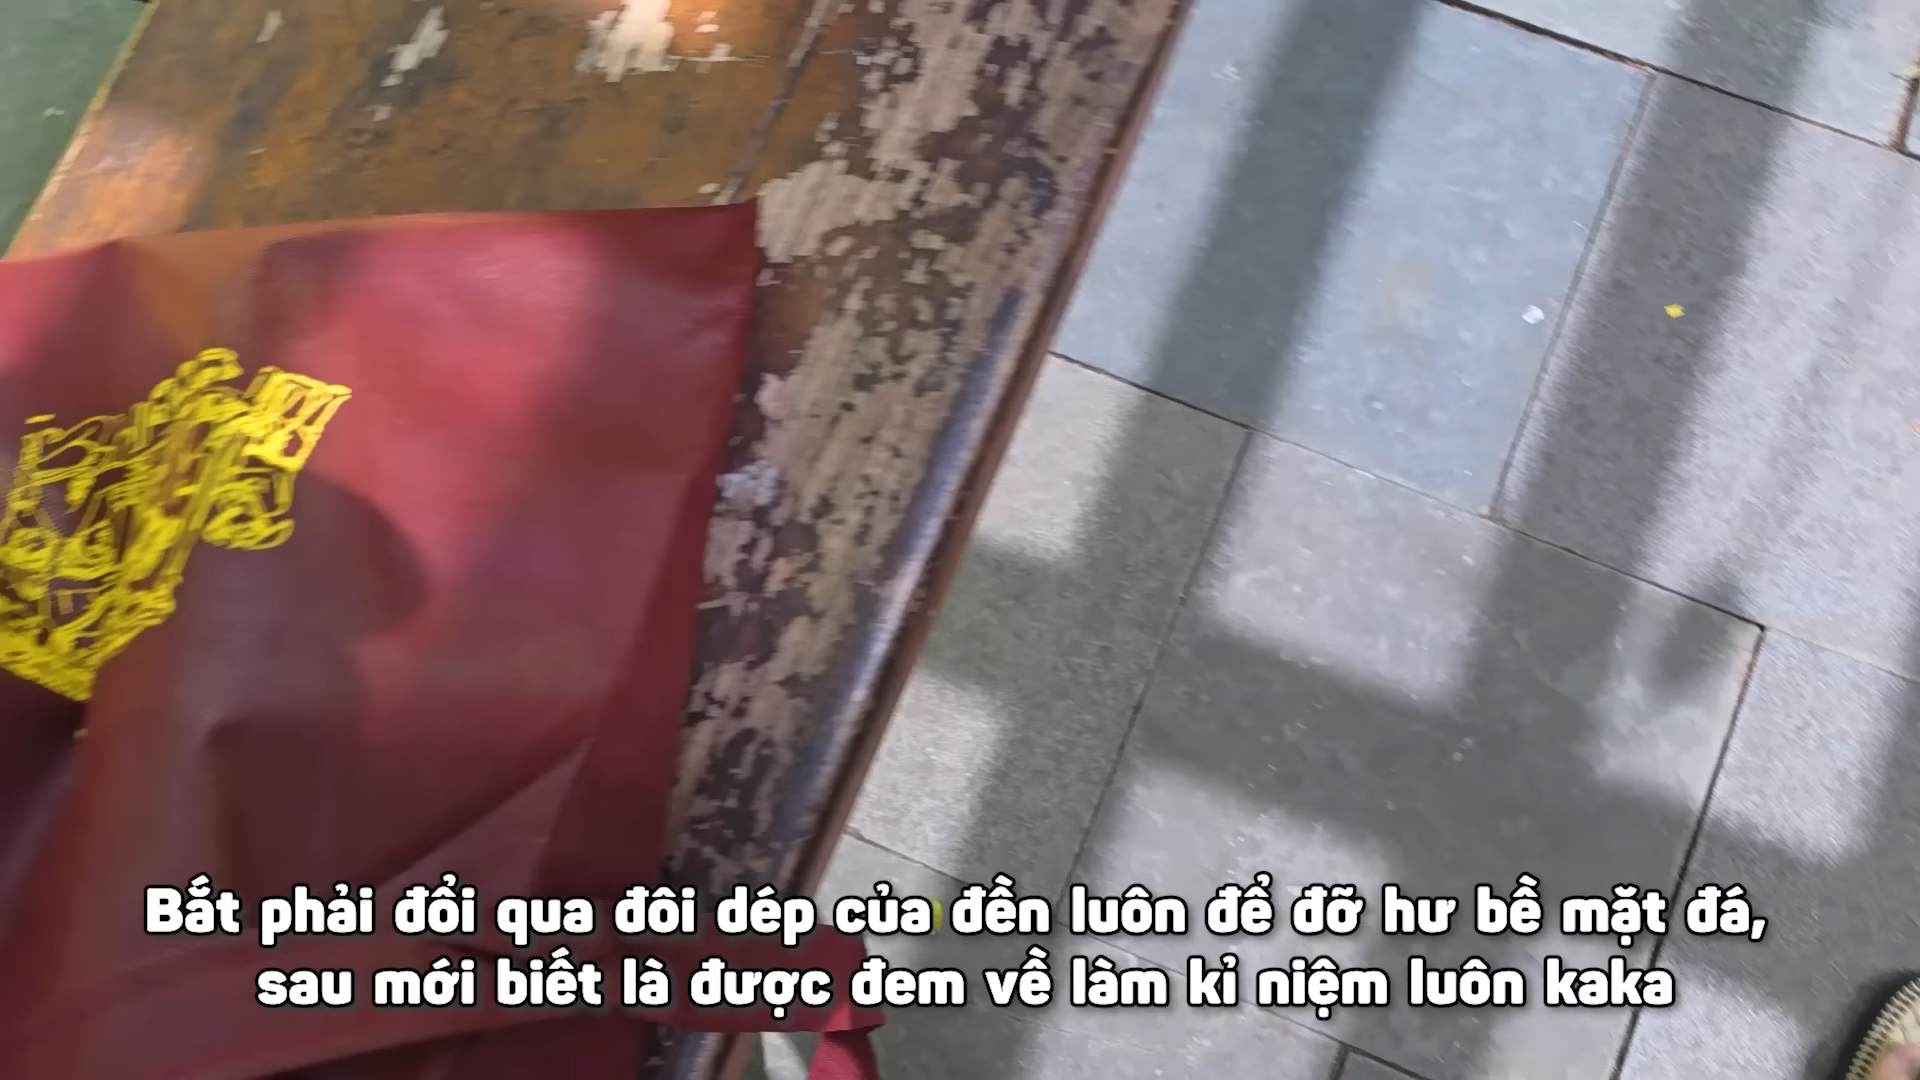 Bắt phải đổi qua đôi dép của đền luôn để đỡ hư bề mặt đá,
sau mới biết là được đem về làm kỉ niệm luôn kaka